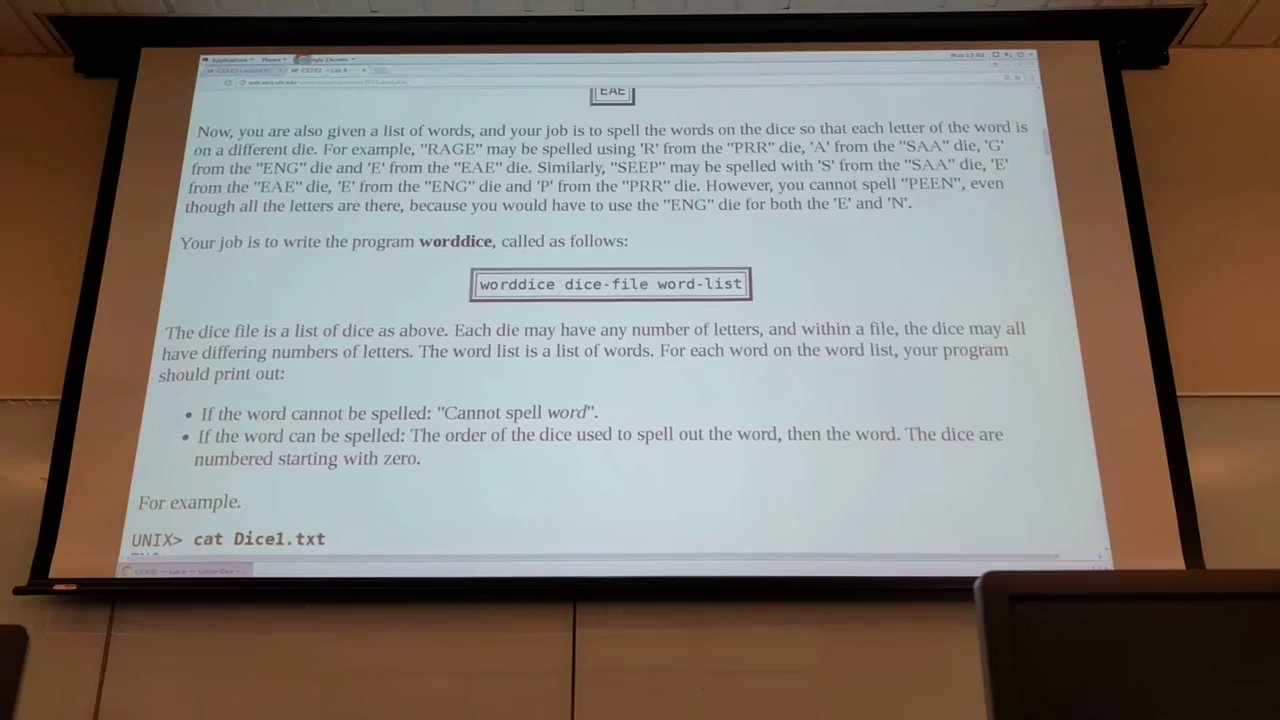 Applications Places Google Chrome Mon 12:52
CS302 -- Lab 4
EAE
Now, you are also given a list of words, and your job is to spell the words on the dice so that each letter of the word is
on a different die. For example, "RAGE" may be spelled using 'R' from the "PRR" die, 'A' from the "SAA" die, 'G'
from the "ENG" die and 'E' from the "EAE" die. Similarly, "SEEP" may be spelled with 'S' from the "SAA" die, 'E'
from the "EAE" die, 'E' from the "ENG" die and 'P' from the "PRR" die. However, you cannot spell "PEEN", even
though all the letters are there, because you would have to use the "ENG" die for both the 'E' and 'N'.
Your job is to write the program worddice, called as follows:
worddice dice-file word-list
The dice file is a list of dice as above. Each die may have any number of letters, and within a file, the dice may all
have differing numbers of letters. The word list is a list of words. For each word on the word list, your program
should print out:
• If the word cannot be spelled: "Cannot spell word".
• If the word can be spelled: The order of the dice used to spell out the word, then the word. The dice are
numbered starting with zero.
For example.
UNIX> cat Dice1.txt